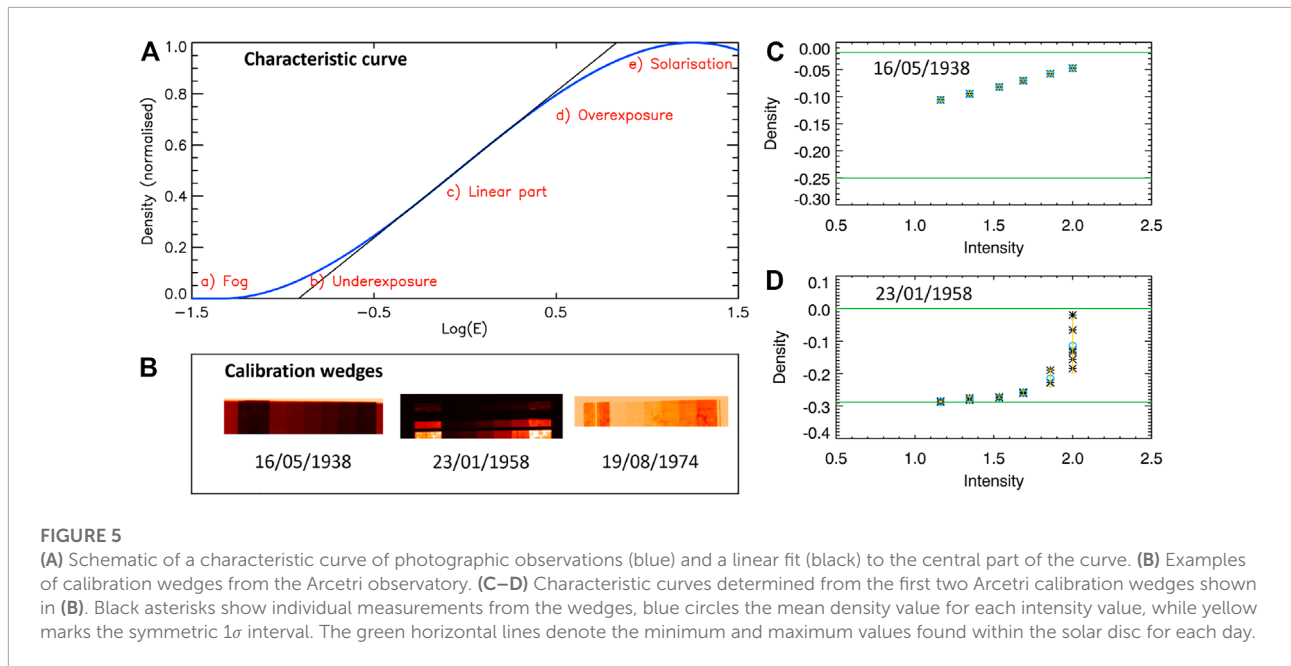 A
Characteristic curve
Density (normalised)
1.0
0.8
0.6
0.4
0.2
0.0
a) Fog
b) Underexposure
c) Linear part
d) Overexposure
e) Solarisation
−1.5
−0.5
0.5
1.5
Log(E)
B
Calibration wedges
16/05/1938
23/01/1958
19/08/1974
C
16/05/1938
Density
0.00
-0.05
-0.10
-0.15
-0.20
-0.25
-0.30
0.5
1.0
1.5
2.0
2.5
Intensity
D
23/01/1958
Density
0.1
0.0
-0.1
-0.2
-0.3
-0.4
0.5
1.0
1.5
2.0
2.5
Intensity
FIGURE 5
(A) Schematic of a characteristic curve of photographic observations (blue) and a linear fit (black) to the central part of the curve. (B) Examples
of calibration wedges from the Arcetri observatory. (C–D) Characteristic curves determined from the first two Arcetri calibration wedges shown
in (B). Black asterisks show individual measurements from the wedges, blue circles the mean density value for each intensity value, while yellow
marks the symmetric 1σ interval. The green horizontal lines denote the minimum and maximum values found within the solar disc for each day.